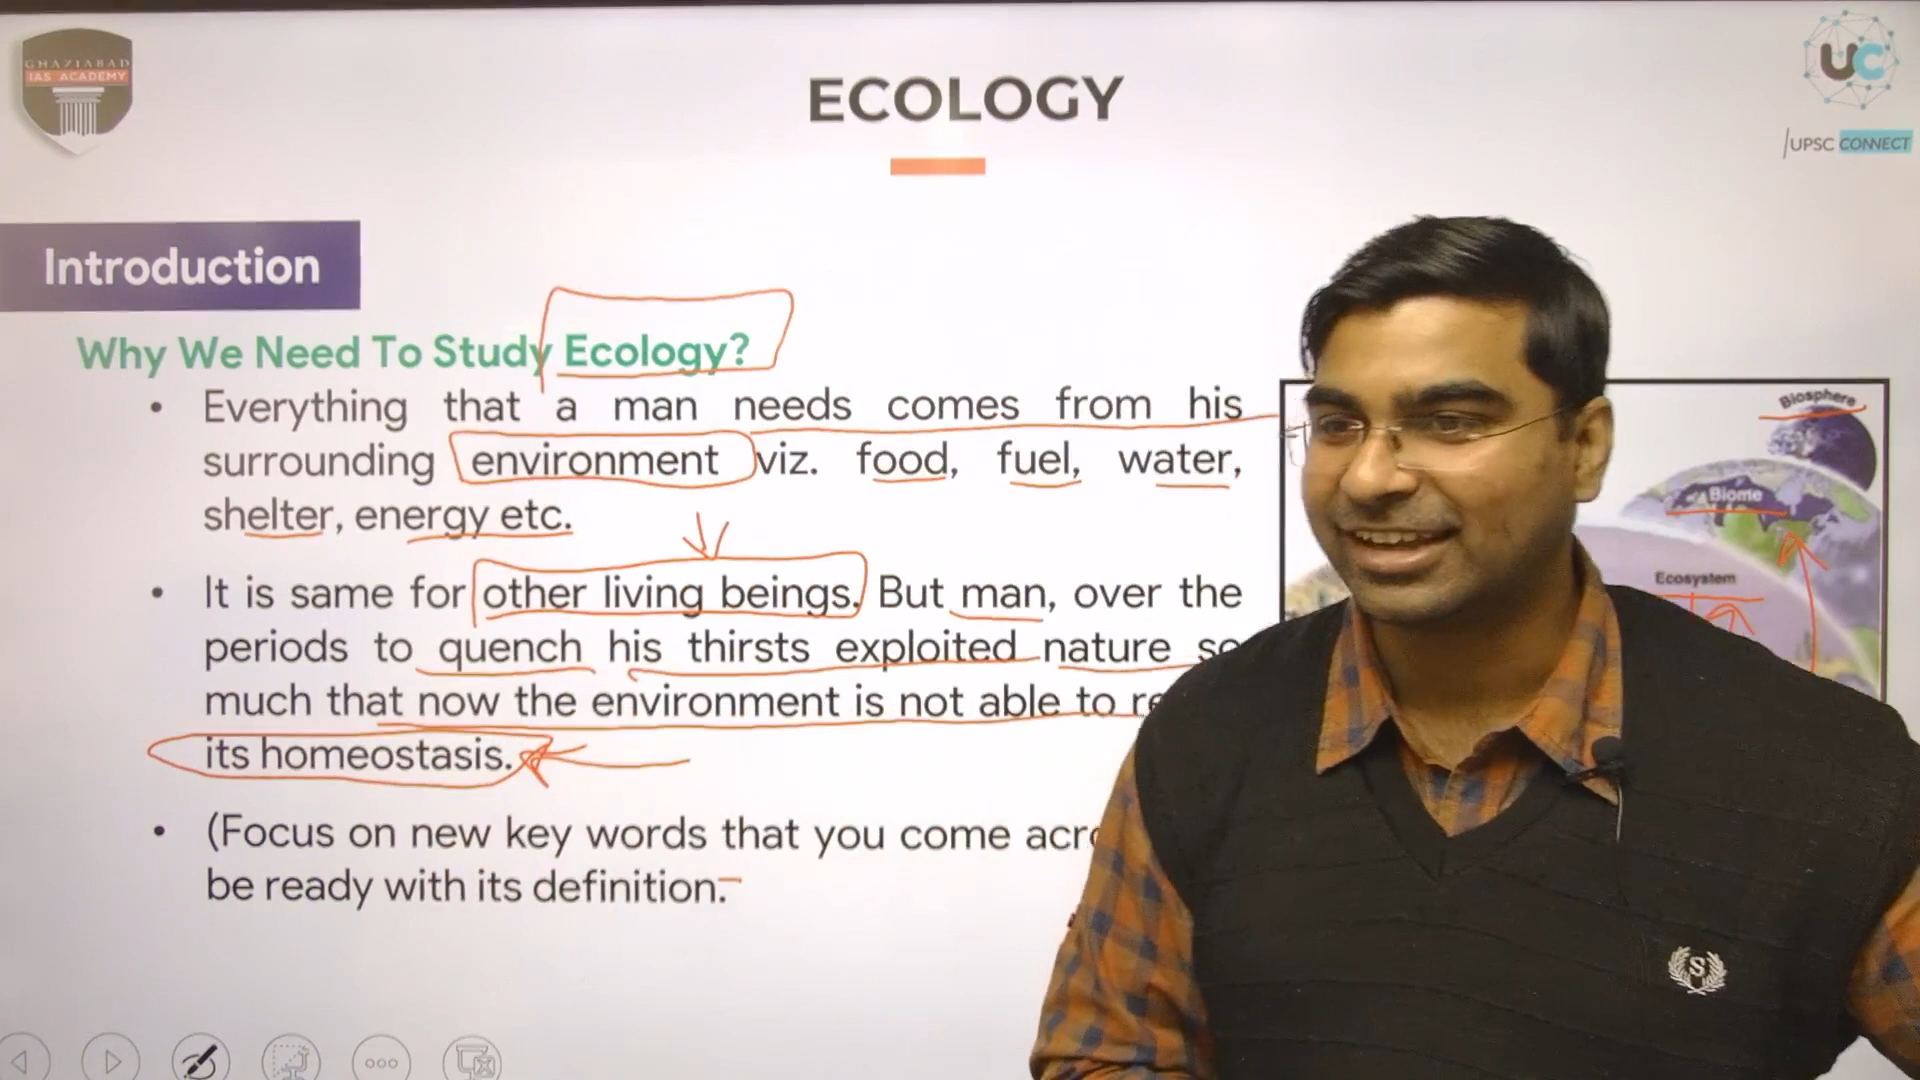 GHAZIABAD
IAS ACADEMY
ECOLOGY
UC
UPSC CONNECT
Introduction
Why We Need To Study Ecology?
• Everything that a man needs comes from his
surrounding environment viz. food, fuel, water,
shelter, energy etc.
• It is same for other living beings. But man, over the
periods to quench his thirsts exploited nature so
much that now the environment is not able to
its homeostasis.
• (Focus on new key words that you come
be ready with its definition.
Biosphere
Biome
Ecosystem
S